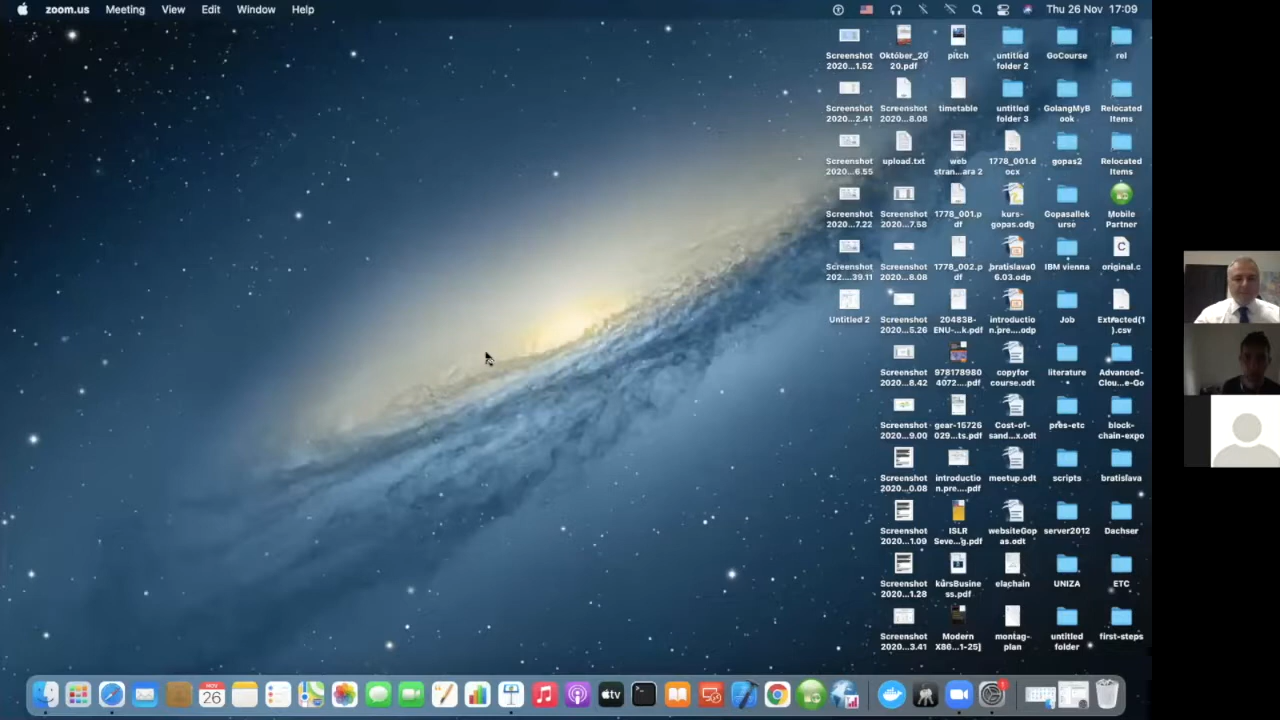 zoom.us Meeting View Edit Window Help Thu 26 Nov 17:09
Screenshot Október_20 pitch untitled GoCourse rel
2020...1.52 20.pdf folder 2
Screenshot Screenshot timetable untitled GolangMyB Relocated
2020...2.41 2020...8.08 folder 3 ook Items
Screenshot upload.txt web 1778_001.d gopas2 Relocated
2020...6.55 stran...ara 2 ocx Items
Screenshot Screenshot 1778_001.p kurs- Gopasallek Mobile
2020...7.22 2020...7.58 df gopas.odg urse Partner
Screenshot Screenshot 1778_002.p bratislava0 IBM vienna original.c
202....39.11 2020...8.08 df 6.03.odp
Untitled 2 Screenshot 20483B- introductio Job Extracted(1
2020...5.26 ENU-...k.pdf n.pre....odp ).csv
Screenshot 978178980 copyfor literature Advanced-
2020...8.42 4072....pdf course.odt Clou...e-Go
Screenshot gear-15726 Cost-of- pres-etc block-
2020...9.00 029...ts.pdf sand...x.odt chain-expo
Screenshot introductio meetup.odt scripts bratislava
2020...0.08 n.pre....pdf
Screenshot ISLR websiteGop server2012 Dachser
2020...1.09 Seve...g.pdf as.odt
Screenshot kursBusine elachain UNIZA ETC
2020...1.28 ss.pdf
Screenshot Modern montag- untitled first-steps
2020...3.41 X86...1-25] plan folder
NOV
26
tv